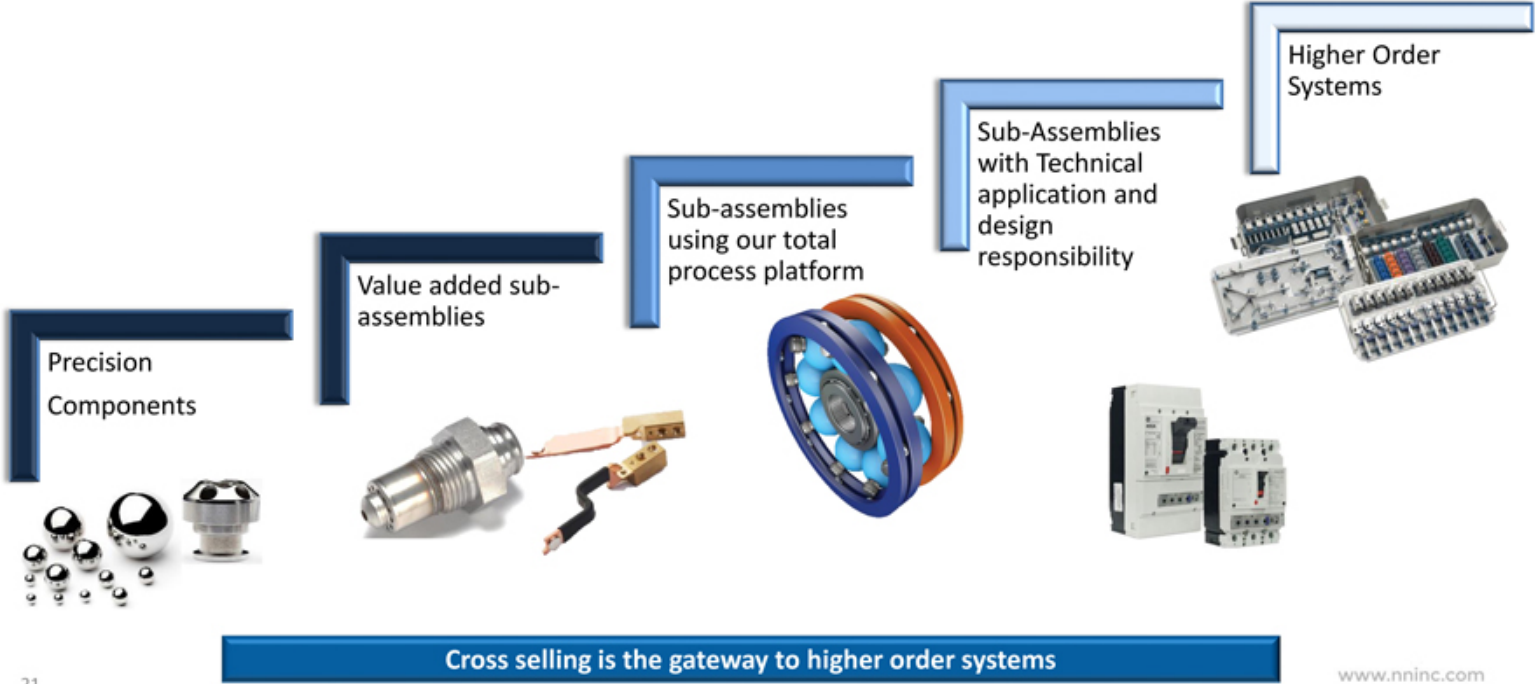 Precision
Components
Value added sub-
assemblies
Sub-assemblies
using our total
process platform
Sub-Assemblies
with Technical
application and
design
responsibility
Higher Order
Systems
Cross selling is the gateway to higher order systems
www.nninc.com